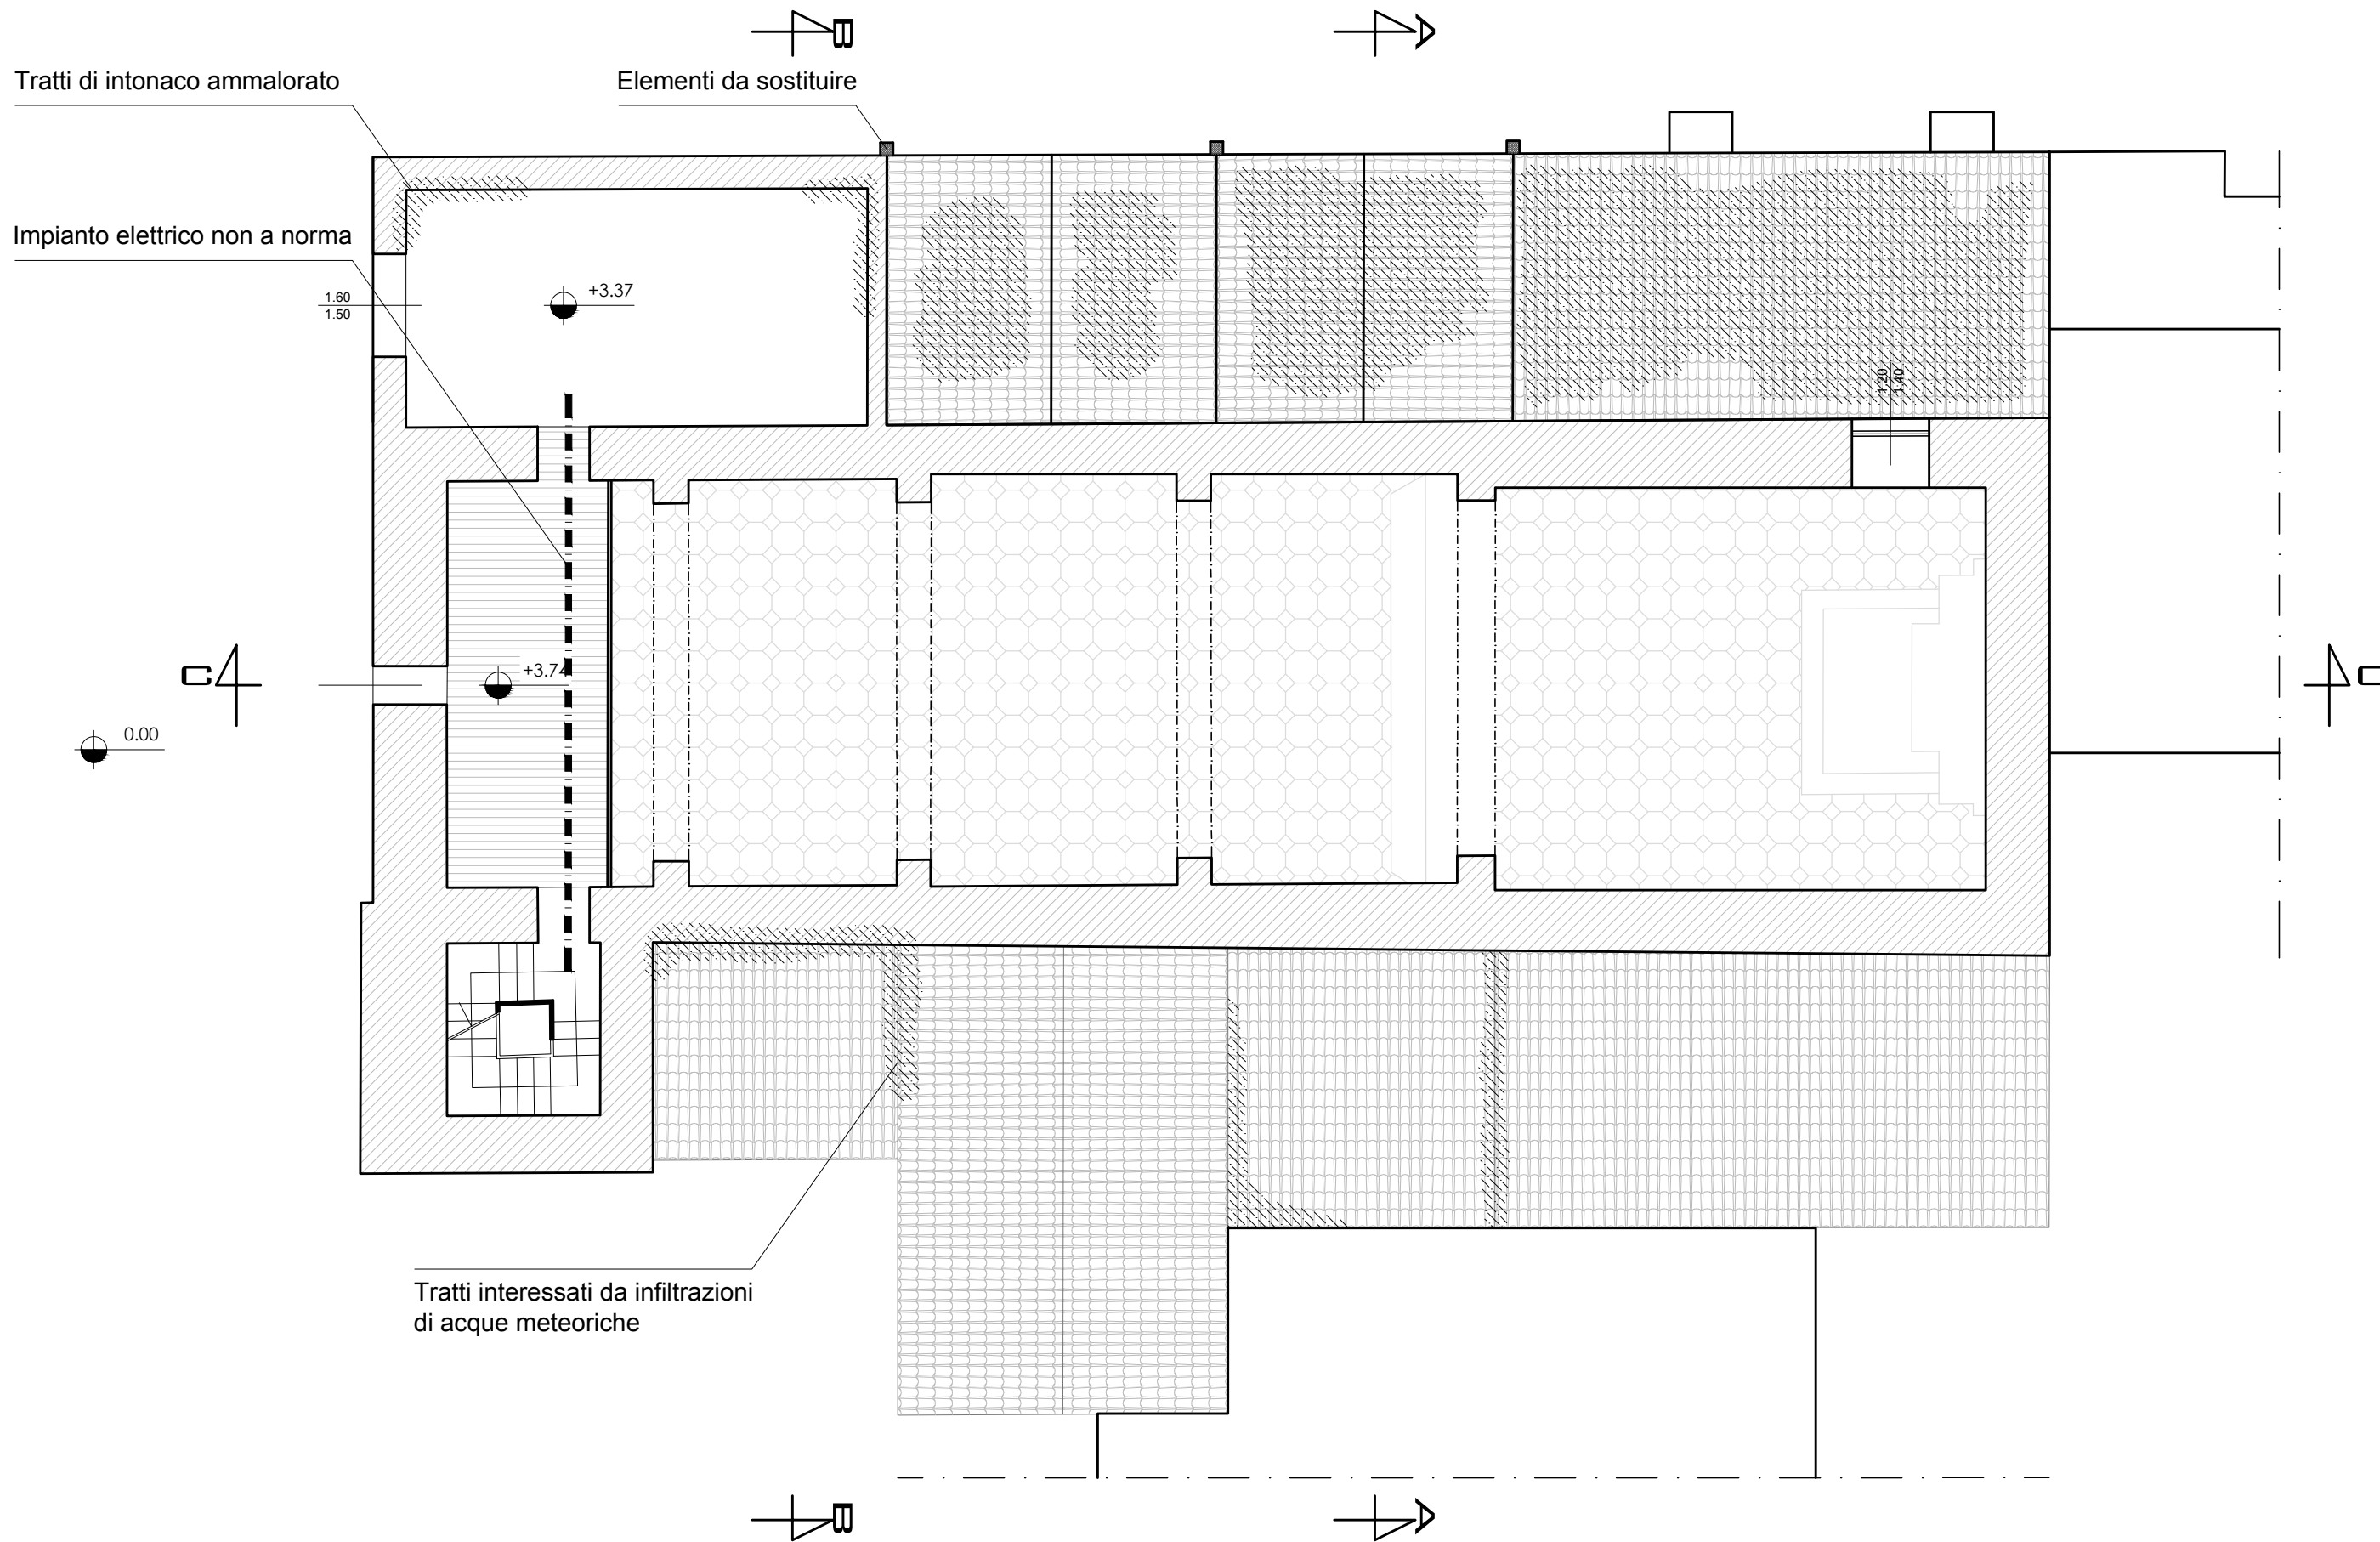 B
A
Tratti di intonaco ammalorato
Elementi da sostituire
Impianto elettrico non a norma
+3.37
1.60
1.50
1.20
1.40
C
+3.74
C
0.00
Tratti interessati da infiltrazioni
di acque meteoriche
B
A